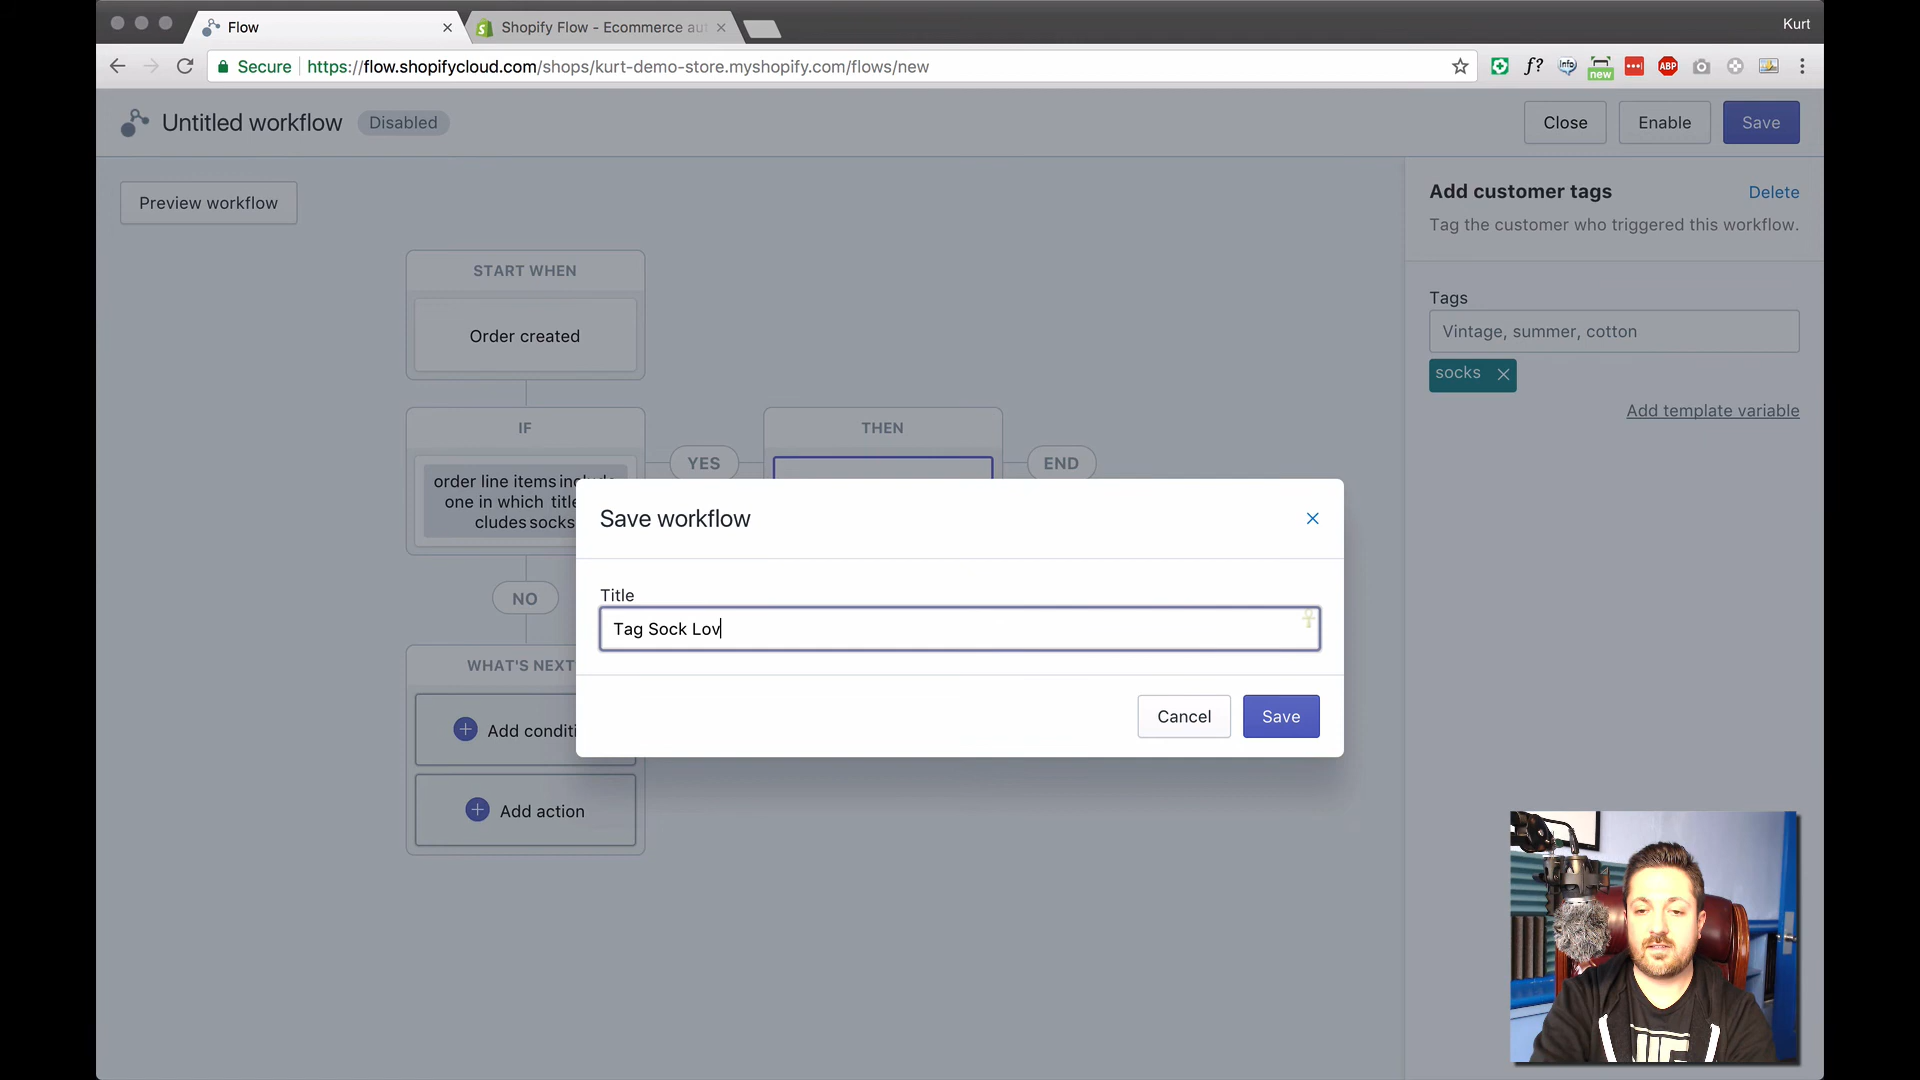 Flow
Shopify Flow - Ecommerce au
Kurt
Secure
https://flow.shopifycloud.com/shops/kurt-demo-store.myshopify.com/flows/new
f?
Info
new
ABP
Untitled workflow
Disabled
Close
Enable
Save
Preview workflow
Add customer tags
Delete
Tag the customer who triggered this workflow.
START WHEN
Order created
Tags
Vintage, summer, cotton
socks
Add template variable
IF
order line items inclu
one in which title
cludes socks
YES
THEN
END
NO
WHAT'S NEXT
Add conditi
Add action
Save workflow
Title
Tag Sock Lov
Cancel
Save